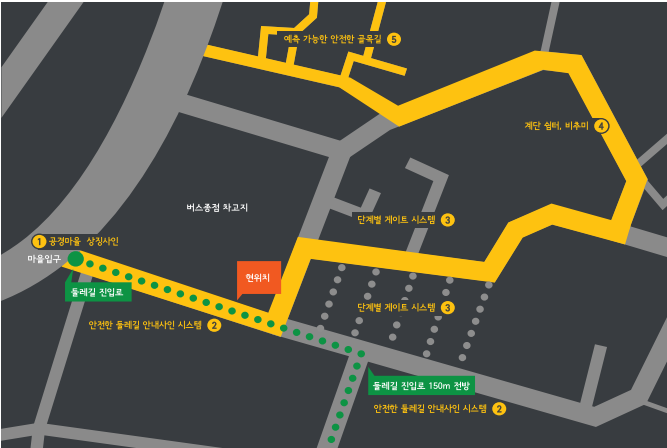 예측 가능한 안전한 골목길 5
계단 쉼터, 비추미 4
버스종점 차고지
단계별 게이트 시스템 3
1 공경마을 상징사인
마을입구
현위치
둘레길 진입로
단계별 게이트 시스템 3
안전한 둘레길 안내사인 시스템 2
둘레길 진입로 150m 전방
안전한 둘레길 안내사인 시스템 2